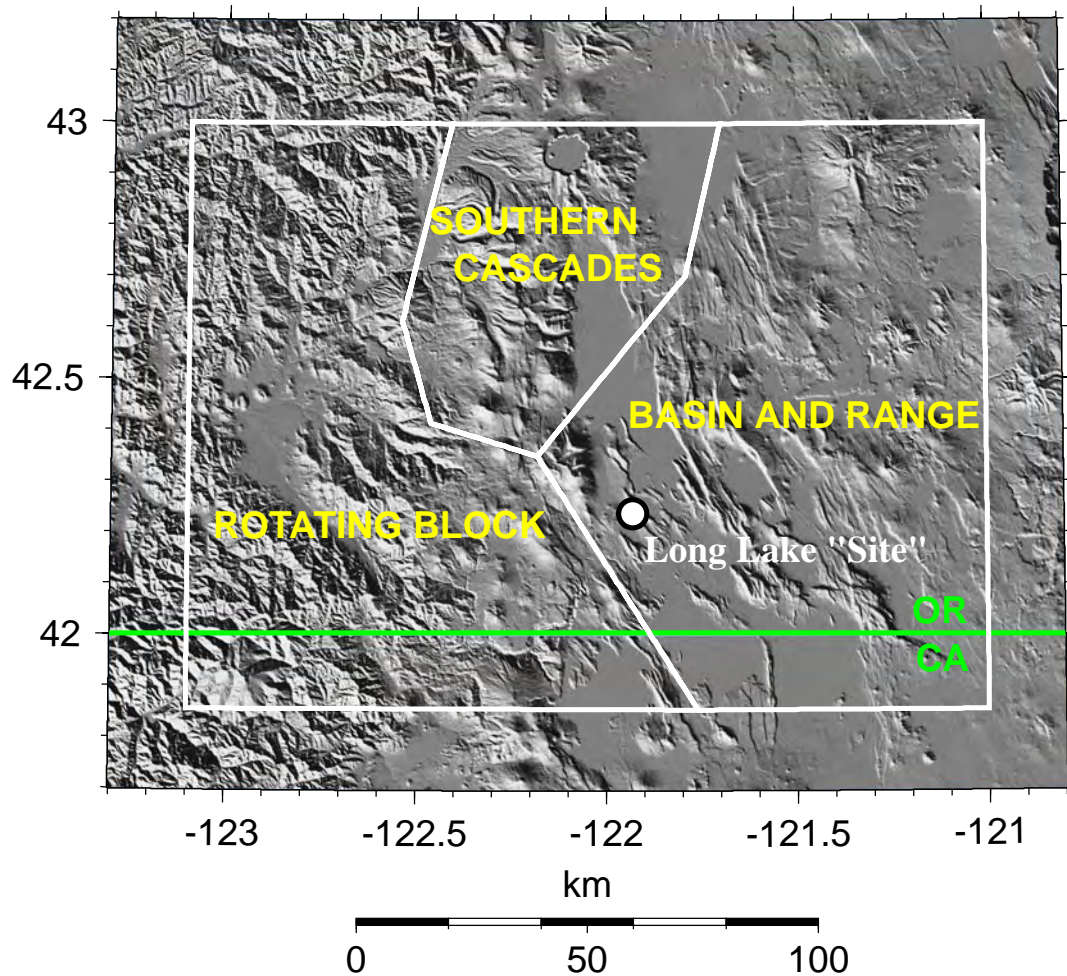 43
SOUTHERN
CASCADES
42.5
BASIN AND RANGE
ROTATING BLOCK
Long Lake "Site"
OR
42
CA
-123
-122.5
-122
-121.5
-121
km
0
50
100